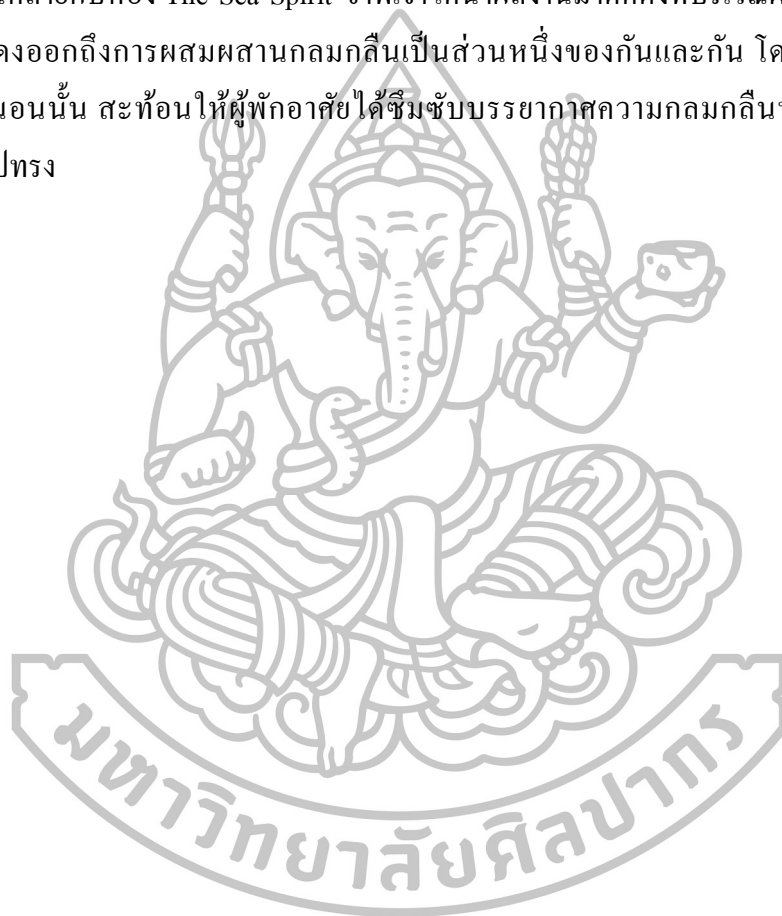 The Sea Spirit
ดงออกถึงการผสมผสานกลมกลืนเป็นส่วนหนึ่งของกันและกัน โด
นอนนั้น สะท้อนให้ผู้พักอาศัยได้ซึมซับบรรยากาศความกลมกลืน
ปทรง
มหาวิทยาลัยศิลปากร